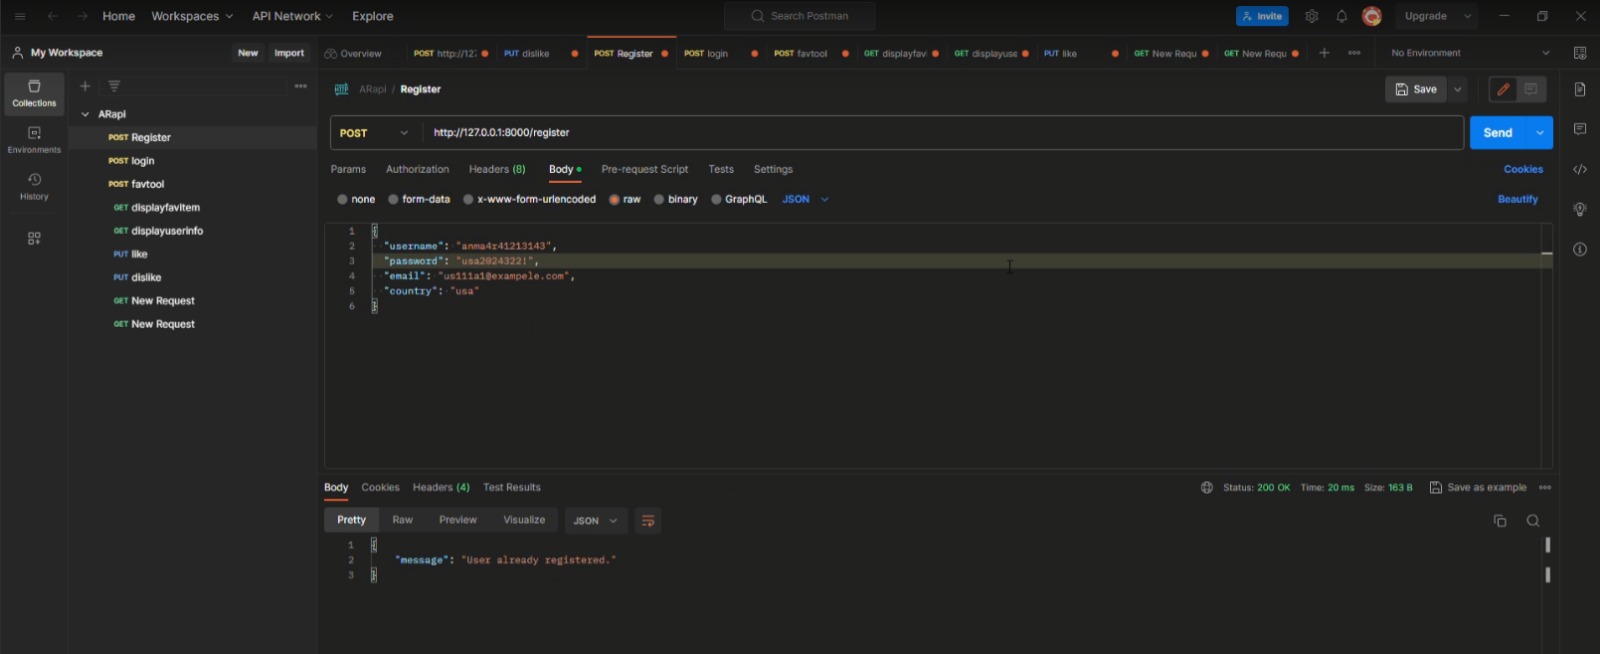 Home Workspaces API Network Explore Search Postman Invite Upgrade
My Workspace New Import Overview POST http://127. PUT dislike POST Register POST login POST favtool GET displayfavi GET displayuse PUT like GET New Requ GET New Requ No Environment
Collections
Environments
History
ARapi
POST Register
POST login
POST favtool
GET displayfavitem
GET displayuserinfo
PUT like
PUT dislike
GET New Request
GET New Request
HTTP ARapi / Register Save
POST http://127.0.0.1:8000/register Send
Params Authorization Headers (8) Body Pre-request Script Tests Settings Cookies
none form-data x-www-form-urlencoded raw binary GraphQL JSON Beautify
1 {
2 "username": "anma4r41213143",
3 "password": "usa2024322!",
4 "email": "us111a1@exampele.com",
5 "country": "usa"
6 }
Body Cookies Headers (4) Test Results Status: 200 OK Time: 20 ms Size: 163 B Save as example
Pretty Raw Preview Visualize JSON
1 {
2 "message": "User already registered."
3 }